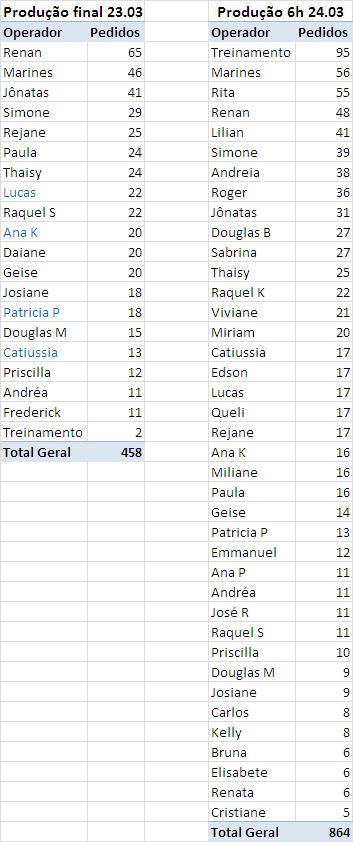 Produção final 23.03
Operador Pedidos
Renan 65
Marines 46
Jônatas 41
Simone 29
Rejane 25
Paula 24
Thaisy 24
Lucas 22
Raquel S 22
Ana K 20
Daiane 20
Geise 20
Josiane 18
Patricia P 18
Douglas M 15
Catiussia 13
Priscilla 12
Andréa 11
Frederick 11
Treinamento 2
Total Geral 458
Produção 6h 24.03
Operador Pedidos
Treinamento 95
Marines 56
Rita 55
Renan 48
Lilian 41
Simone 39
Andreia 38
Roger 36
Jônatas 31
Douglas B 27
Sabrina 27
Thaisy 25
Raquel K 22
Viviane 21
Miriam 20
Catiussia 17
Edson 17
Lucas 17
Queli 17
Rejane 17
Ana K 16
Miliane 16
Paula 16
Geise 14
Patricia P 13
Emmanuel 12
Ana P 11
Andréa 11
José R 11
Raquel S 11
Priscilla 10
Douglas M 9
Josiane 9
Carlos 8
Kelly 8
Bruna 6
Elisabete 6
Renata 6
Cristiane 5
Total Geral 864